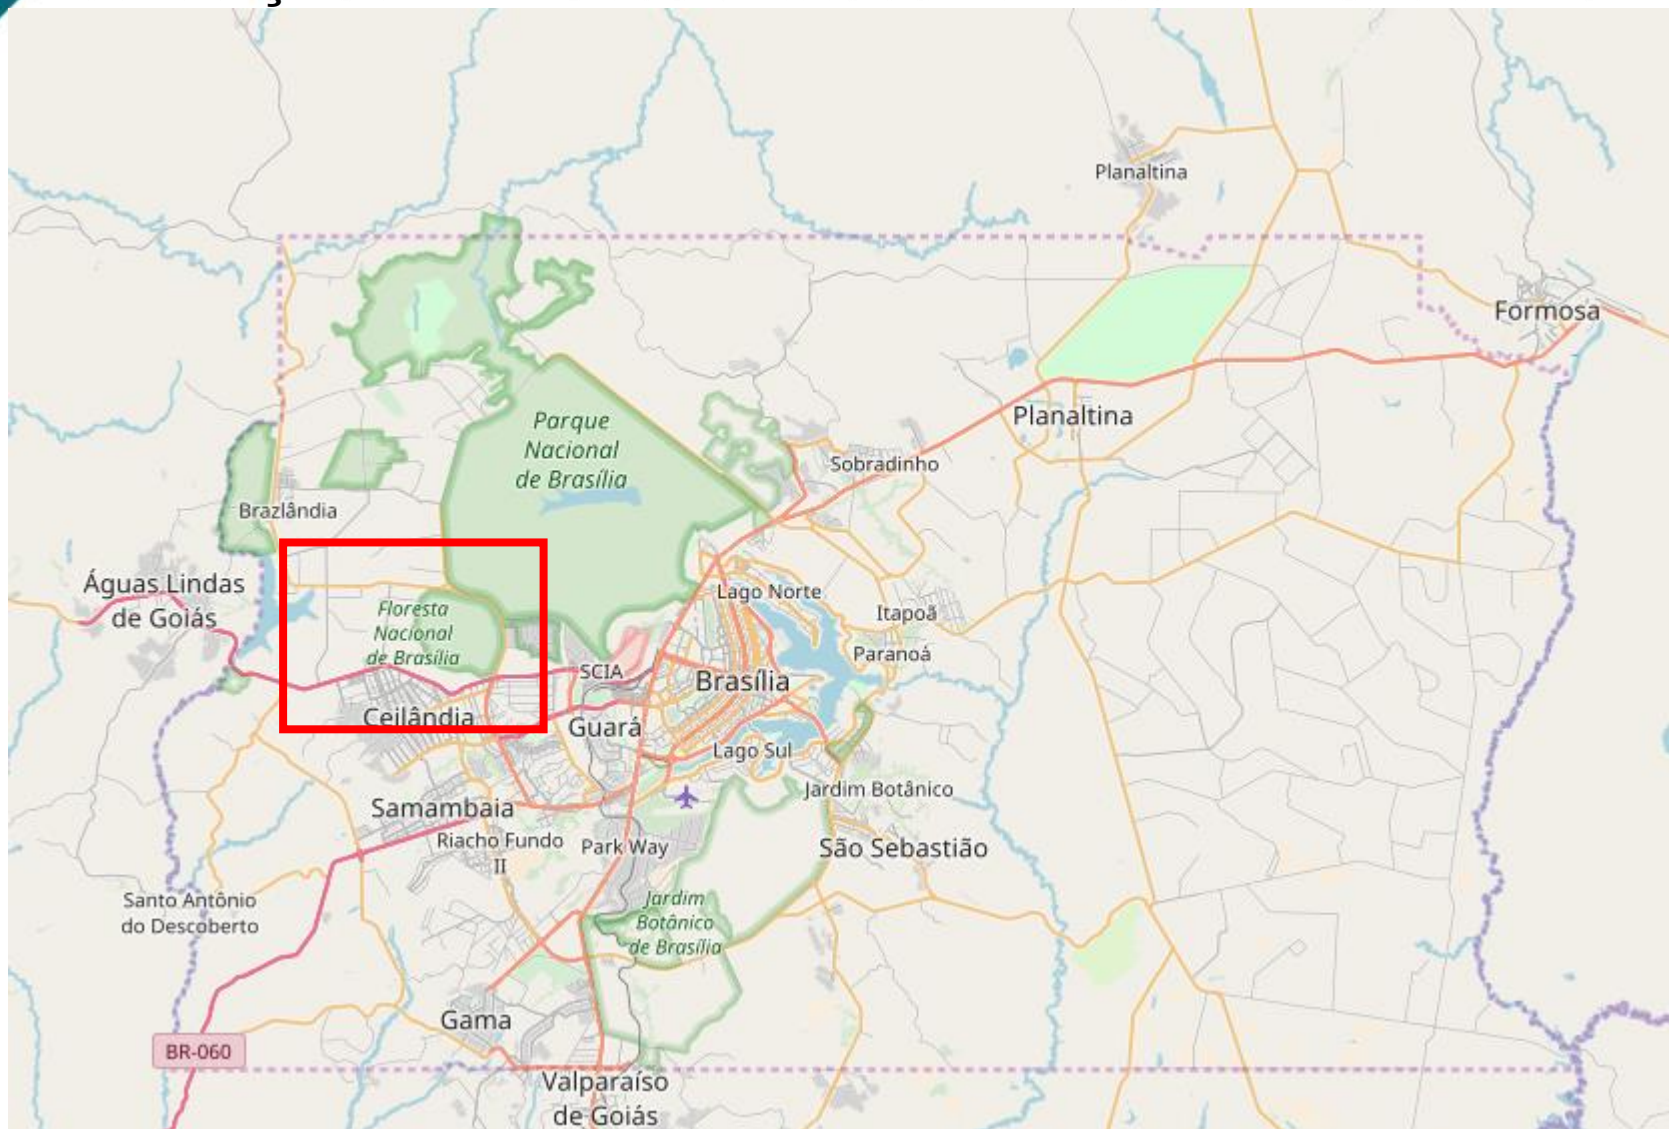 Planaltina
Formosa
Parque
Nacional
de Brasília
Planaltina
Sobradinho
Brazlândia
Águas Lindas
de Goiás
Lago Norte
Floresta
Nacional
de Brasília
Itapoã
Paranoá
SCIA
Brasília
Ceilândia
Guará
Lago Sul
Jardim Botânico
Samambaia
Riacho Fundo
II
Park Way
São Sebastião
Santo Antônio
do Descoberto
Jardim
Botânico
de Brasília
Gama
BR-060
Valparaíso
de Goiás